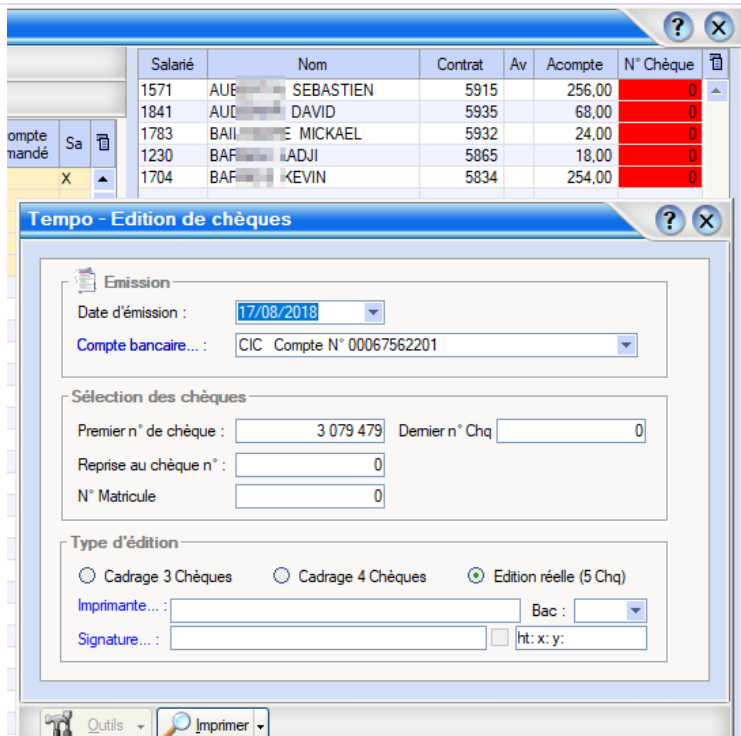 Salarié Nom Contrat Av Acompte N° Chèque
1571 SEBASTIEN 5915 256,00 0
1841 DAVID 5935 68,00 0
1783 MICKAEL 5932 24,00 0
1230 5865 18,00 0
1704 KEVIN 5834 254,00 0
ompte
mandé Sa
X
Tempo - Edition de chèques
Emission
Date d'émission : 17/08/2018
Compte bancaire... : CIC Compte N° 00067562201
Sélection des chèques
Premier n° de chèque : 3 079 479 Dernier n° Chq 0
Reprise au chèque n° : 0
N° Matricule 0
Type d'édition
Cadrage 3 Chèques Cadrage 4 Chèques Edition réelle (5 Chq)
Imprimante... : Bac :
Signature... : ht: x: y:
Outils Imprimer